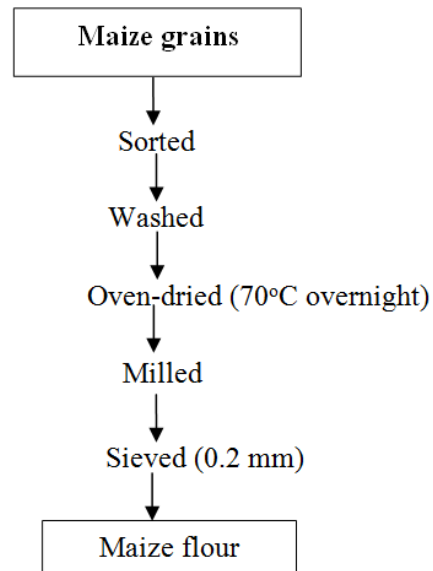 Maize grains
Sorted
Washed
Oven-dried (70°C overnight)
Milled
Sieved (0.2 mm)
Maize flour